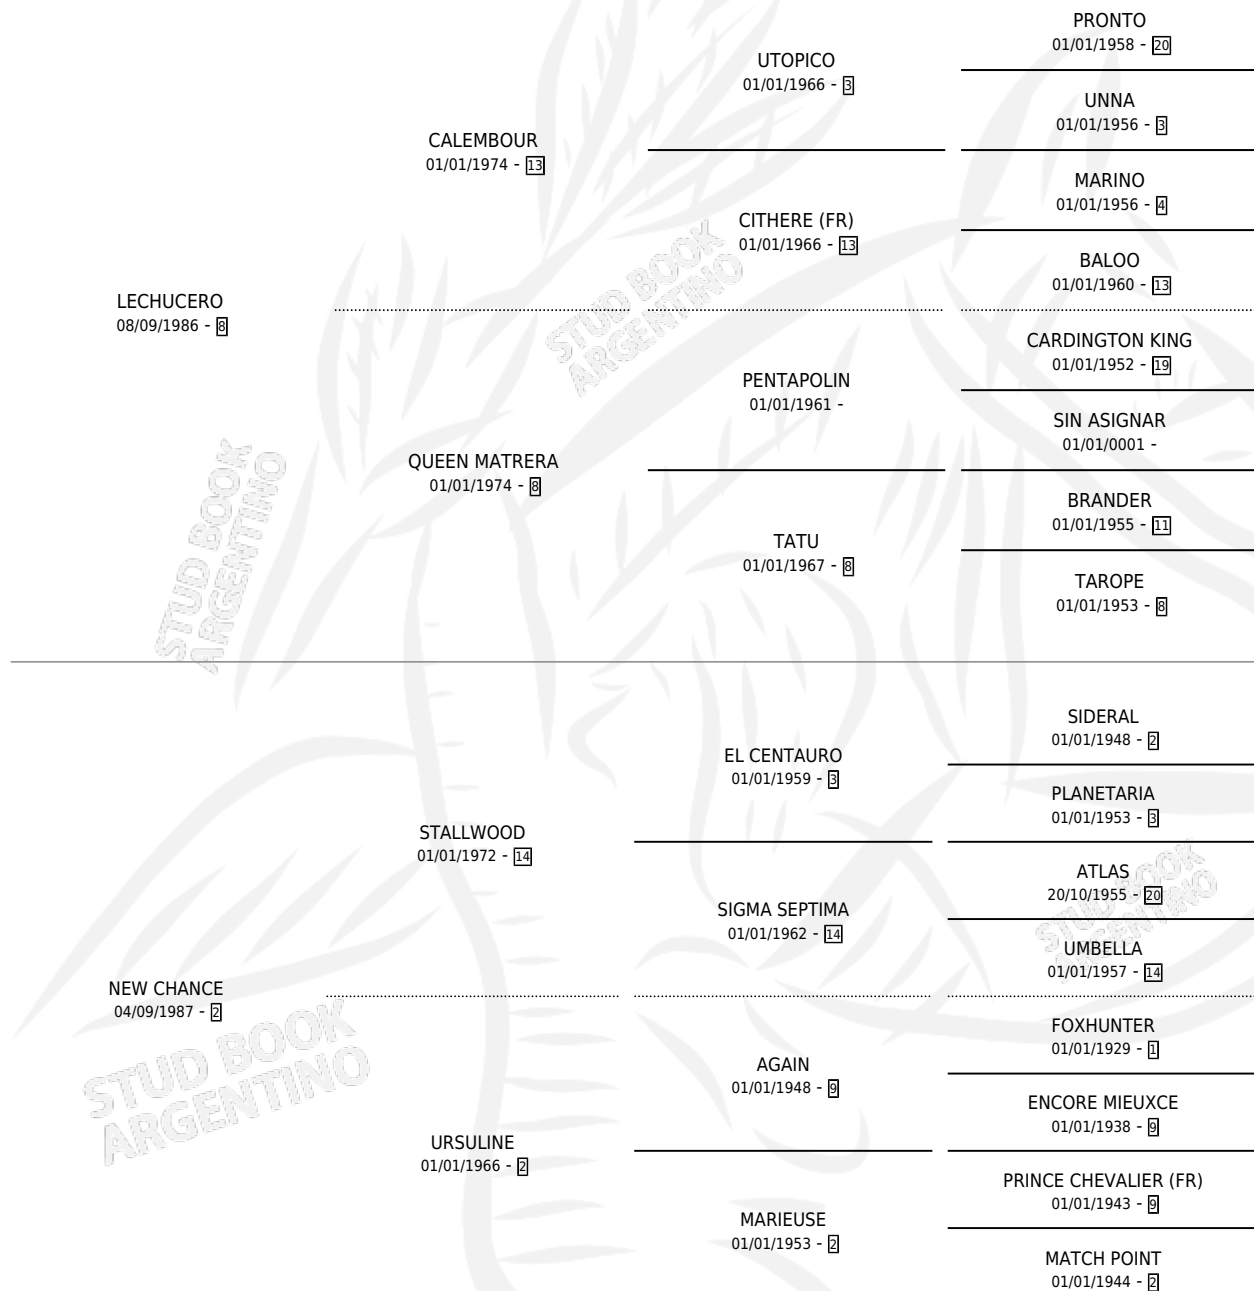 PRONTO
01/01/1958 - 20
UTOPICO
01/01/1966 - 3
UNNA
01/01/1956 - 3
CALEMBOUR
01/01/1974 - 13
MARINO
01/01/1956 - 4
CITHERE (FR)
01/01/1966 - 13
BALOO
01/01/1960 - 13
LECHUCERO
08/09/1986 - 8
CARDINGTON KING
01/01/1952 - 19
PENTAPOLIN
01/01/1961 -
SIN ASIGNAR
01/01/0001 -
QUEEN MATRERA
01/01/1974 - 8
BRANDER
01/01/1955 - 11
TATU
01/01/1967 - 8
TAROPE
01/01/1953 - 8
STUD BOOK
ARGENTINO
STUD BOOK
ARGENTINO
SIDERAL
01/01/1948 - 2
EL CENTAURO
01/01/1959 - 3
PLANETARIA
01/01/1953 - 3
STALLWOOD
01/01/1972 - 14
ATLAS
20/10/1955 - 20
SIGMA SEPTIMA
01/01/1962 - 14
UMBELLA
01/01/1957 - 14
STUD BOOK
ARGENTINO
NEW CHANCE
04/09/1987 - 2
FOXHUNTER
01/01/1929 - 1
AGAIN
01/01/1948 - 9
ENCORE MIEUXCE
01/01/1938 - 9
URSULINE
01/01/1966 - 2
PRINCE CHEVALIER (FR)
01/01/1943 - 9
MARIEUSE
01/01/1953 - 2
MATCH POINT
01/01/1944 - 2
STUD BOOK
ARGENTINO